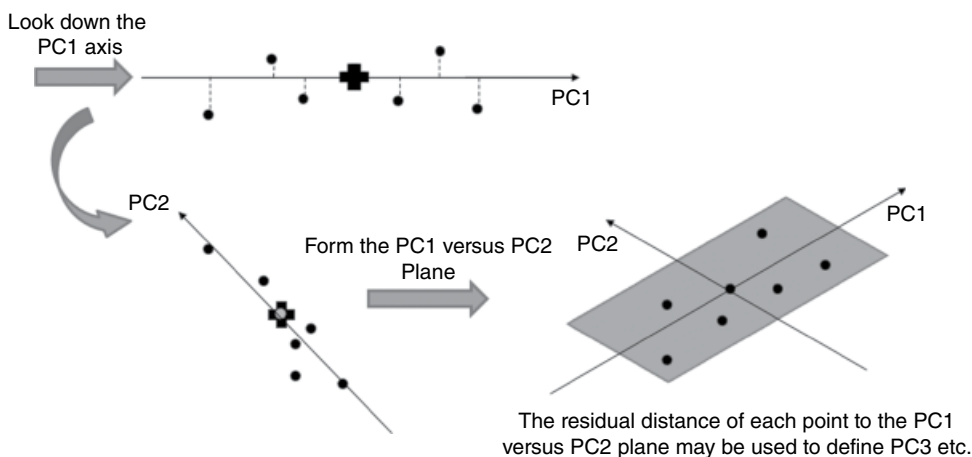 Look down the
PC1 axis
PC1
PC2
Form the PC1 versus PC2
Plane
PC2
PC1
The residual distance of each point to the PC1
versus PC2 plane may be used to define PC3 etc.